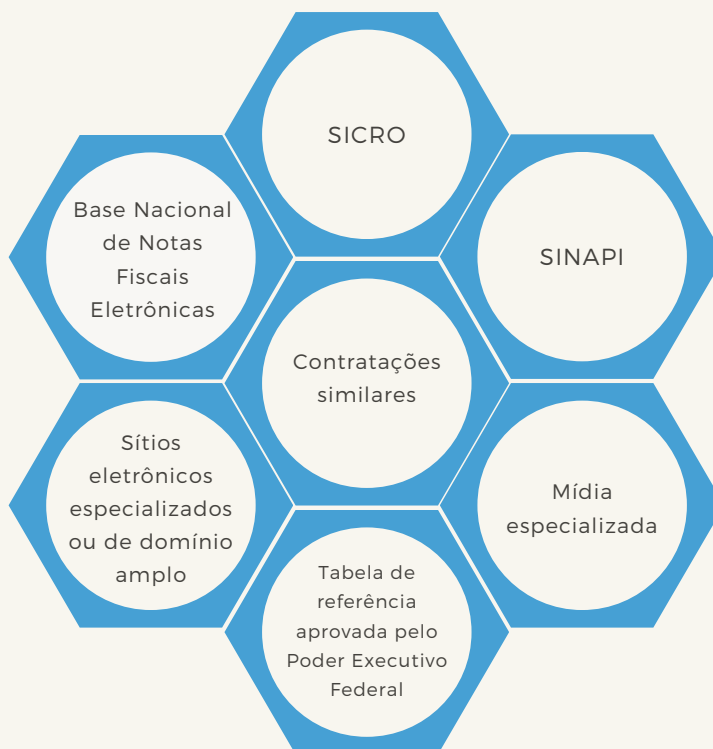 SICRO
Base Nacional
de Notas
Fiscais
Eletrônicas
SINAPI
Contratações
similares
Sítios
eletrônicos
especializados
ou de domínio
amplo
Mídia
especializada
Tabela de
referência
aprovada pelo
Poder Executivo
Federal